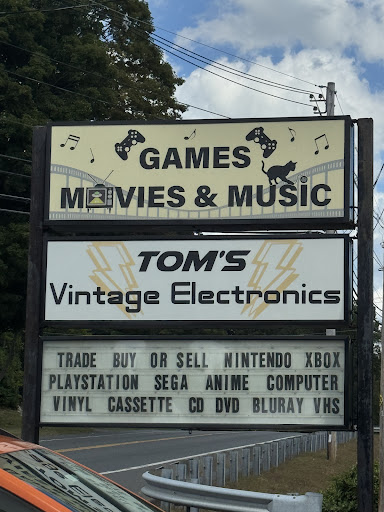 GAMES
MOVIES & MUSIC
TOM'S
Vintage Electronics
TRADE BUY OR SELL NINTENDO XBOX
PLAYSTATION SEGA ANIME COMPUTER
VINYL CASSETTE CD DVD BLURAY VHS